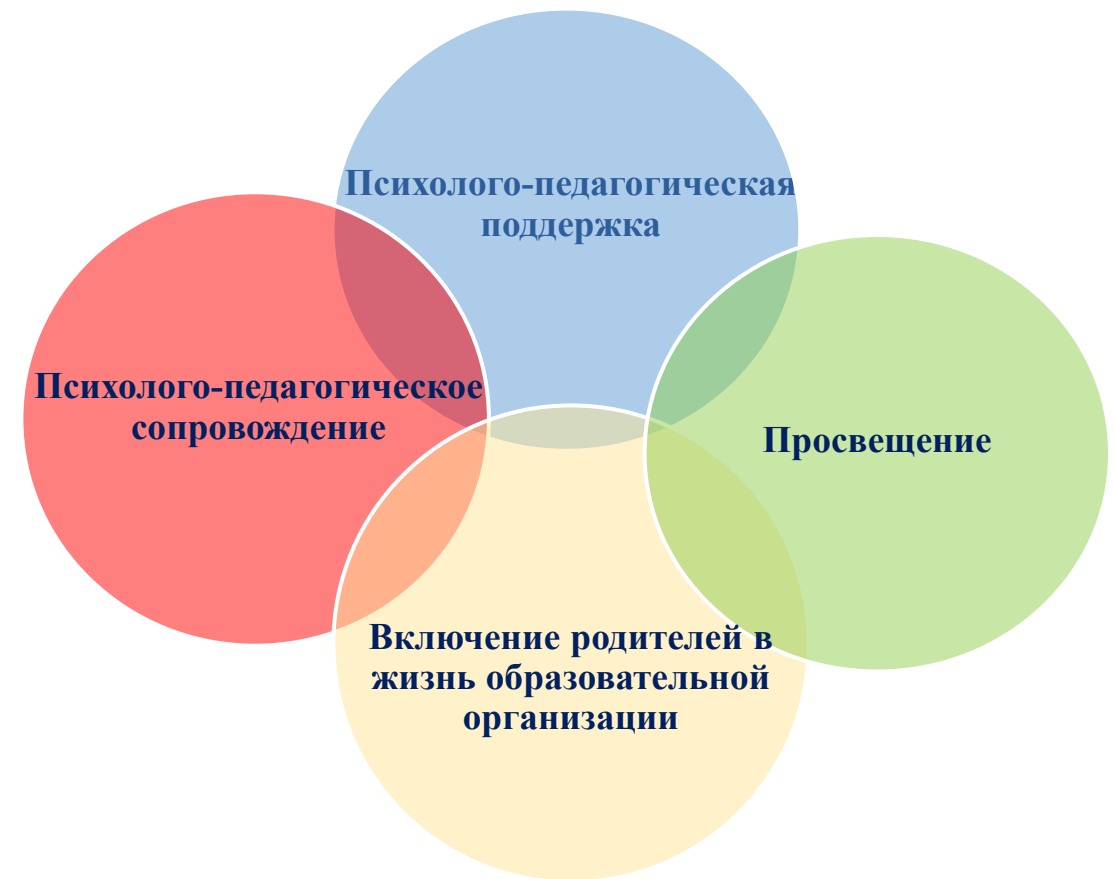 Психолого-педагогическая
поддержка
Психолого-педагогическое
сопровождение
Просвещение
Включение родителей в
жизнь образовательной
организации